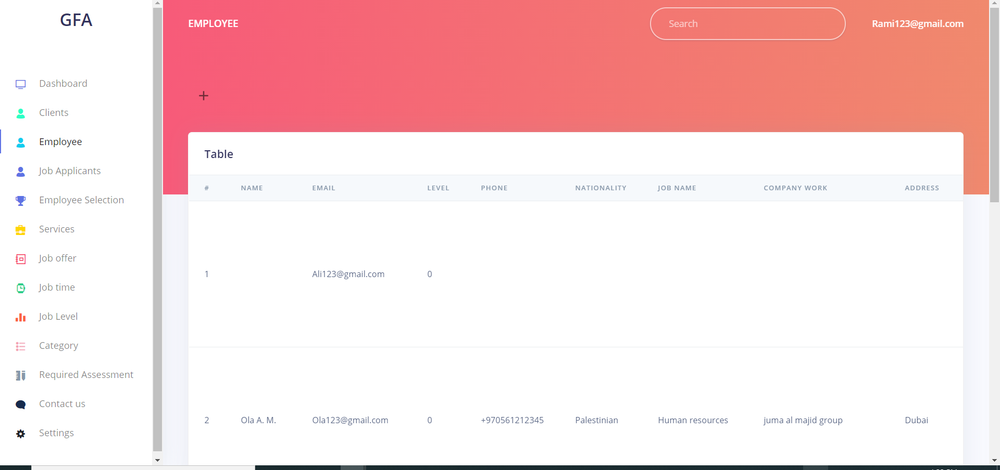 GFA
Dashboard
Clients
Employee
Job Applicants
Employee Selection
Services
Job offer
Job time
Job Level
Category
Required Assessment
Contact us
Settings
EMPLOYEE
Search
Rami123@gmail.com
+
Table
# NAME EMAIL LEVEL PHONE NATIONALITY JOB NAME COMPANY WORK ADDRESS
1 Ali123@gmail.com 0
2 Ola A. M. Ola123@gmail.com 0 +970561212345 Palestinian Human resources juma al majid group Dubai